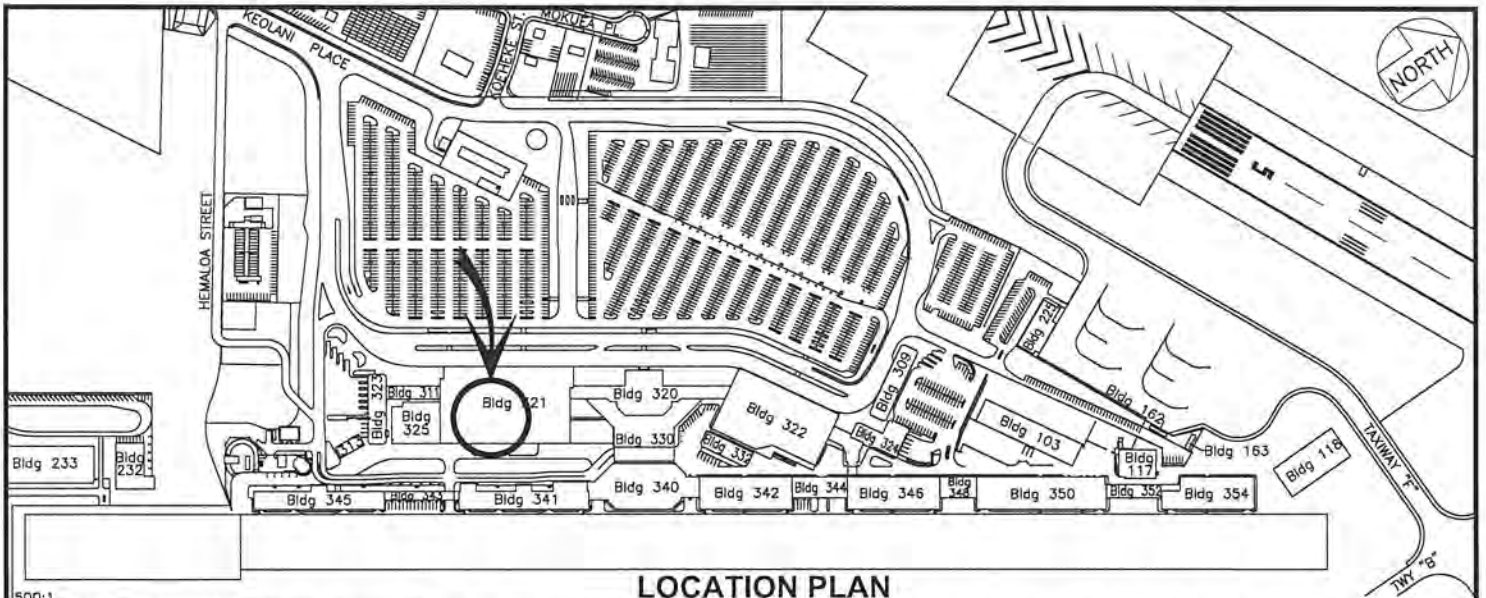 KEOLANI PLACE
KOEHEKE ST.
MOKUEA PL.
NORTH
HEMALOA STREET
5
Bldg 225
Bldg 309
Bldg 323
Bldg 311
Bldg 325
Bldg 321
Bldg 320
Bldg 330
Bldg 332
Bldg 322
Bldg 324
Bldg 103
Bldg 162
Bldg 163
Bldg 117
Bldg 118
TAXIWAY "F"
Bldg 233
Bldg 232
Bldg 345
Bldg 343
Bldg 341
Bldg 340
Bldg 342
Bldg 344
Bldg 346
Bldg 348
Bldg 350
Bldg 352
Bldg 354
TWY "B"
LOCATION PLAN
500:1